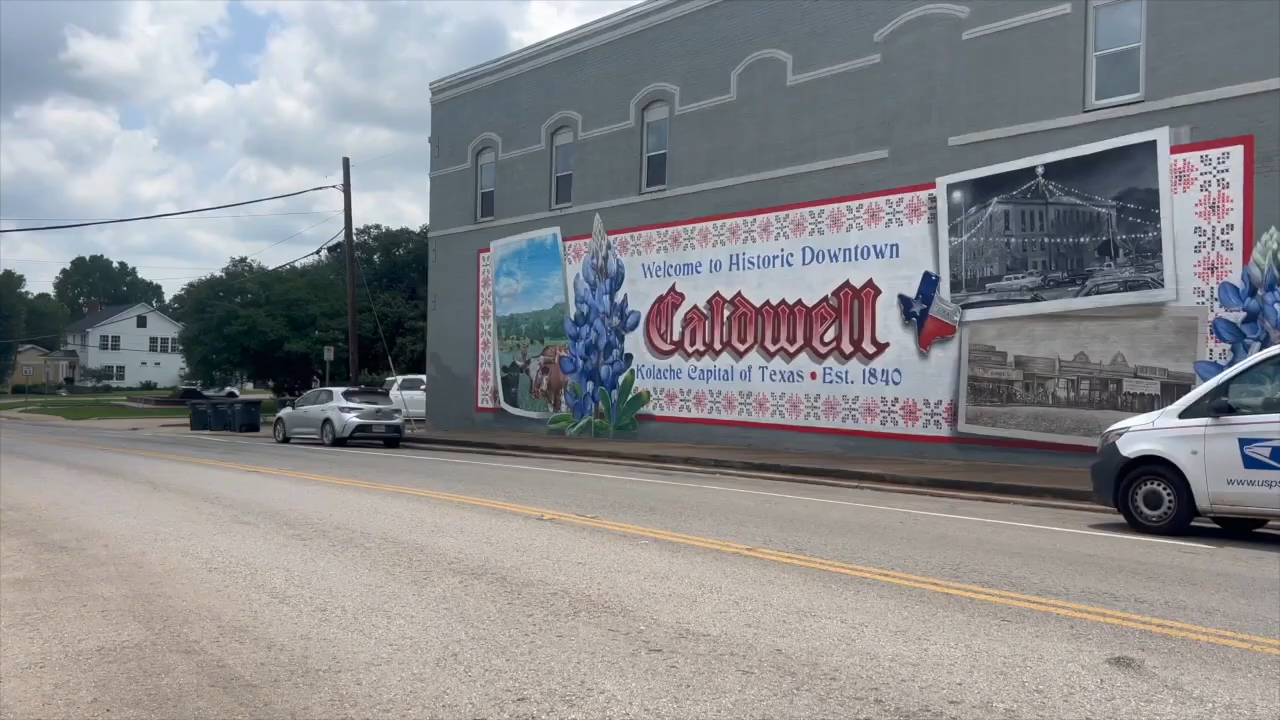 Welcome to Historic Downtown
Caldwell
Kolache Capital of Texas • Est. 1840
www.usps